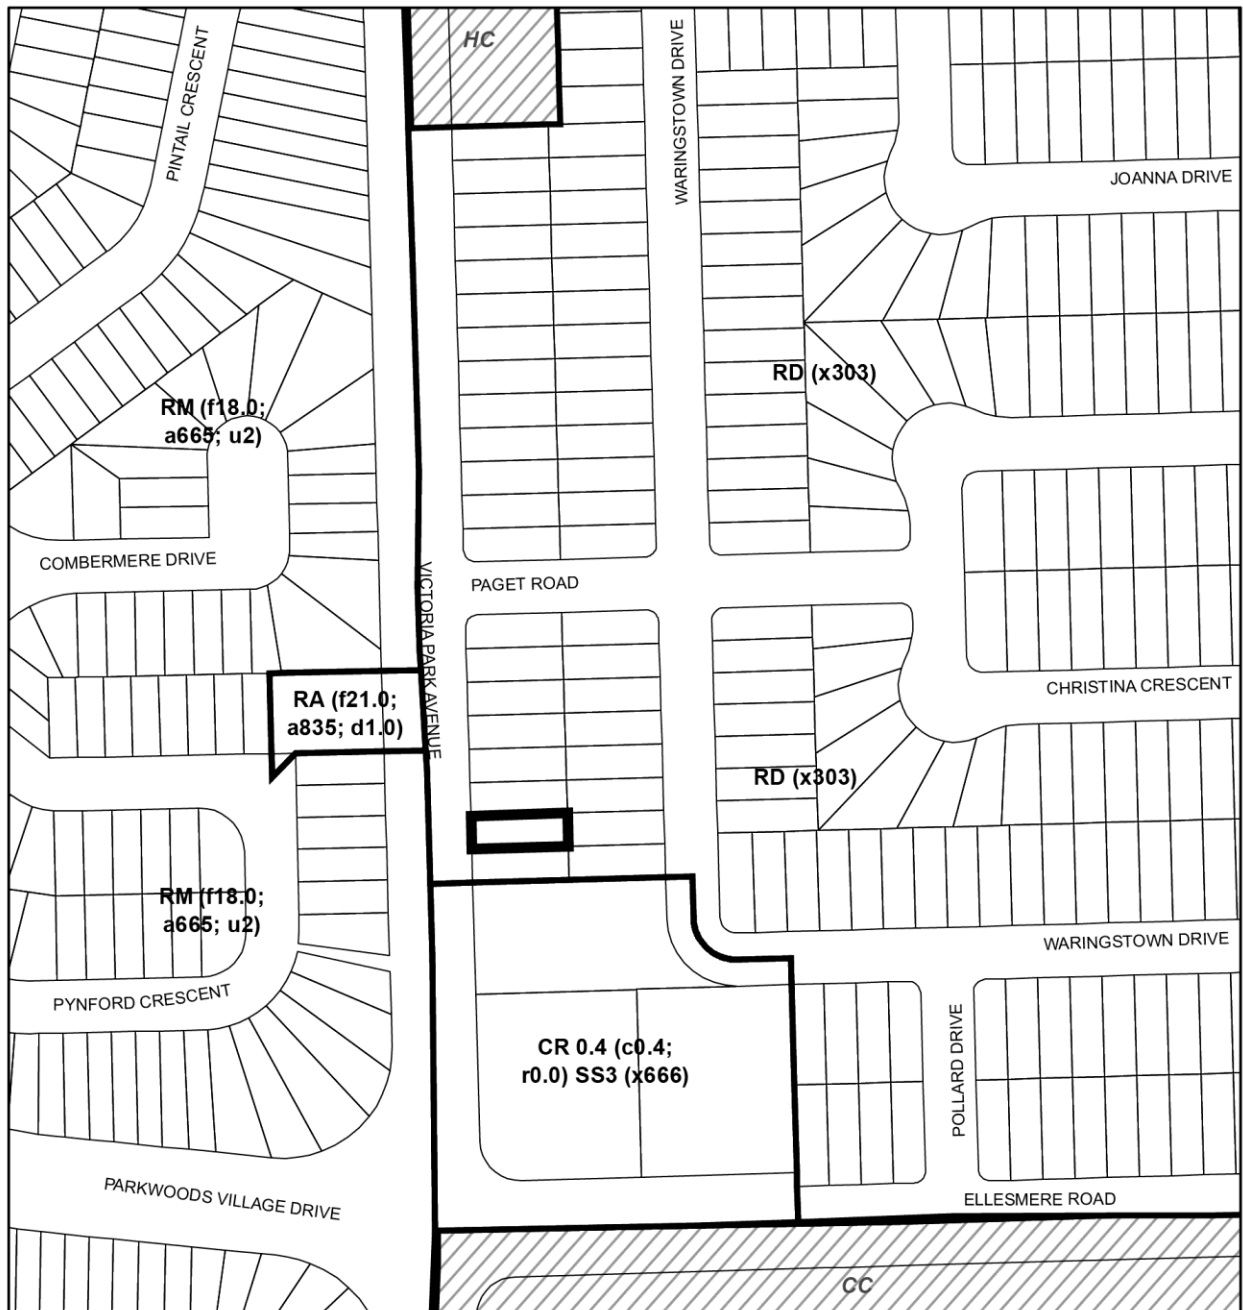 HC
PINTAIL CRESCENT
WARINGSTOWN DRIVE
JOANNA DRIVE
RD (x303)
RM (f18.0;
a665; u2)
COMBERMERE DRIVE
PAGET ROAD
VICTORIA PARK AVENUE
RA (f21.0;
a835; d1.0)
CHRISTINA CRESCENT
RD (x303)
RM (f18.0;
a665; u2)
WARINGSTOWN DRIVE
PYNFORD CRESCENT
CR 0.4 (c0.4;
r0.0) SS3 (x666)
POLLARD DRIVE
PARKWOODS VILLAGE DRIVE
ELLESMERE ROAD
CC